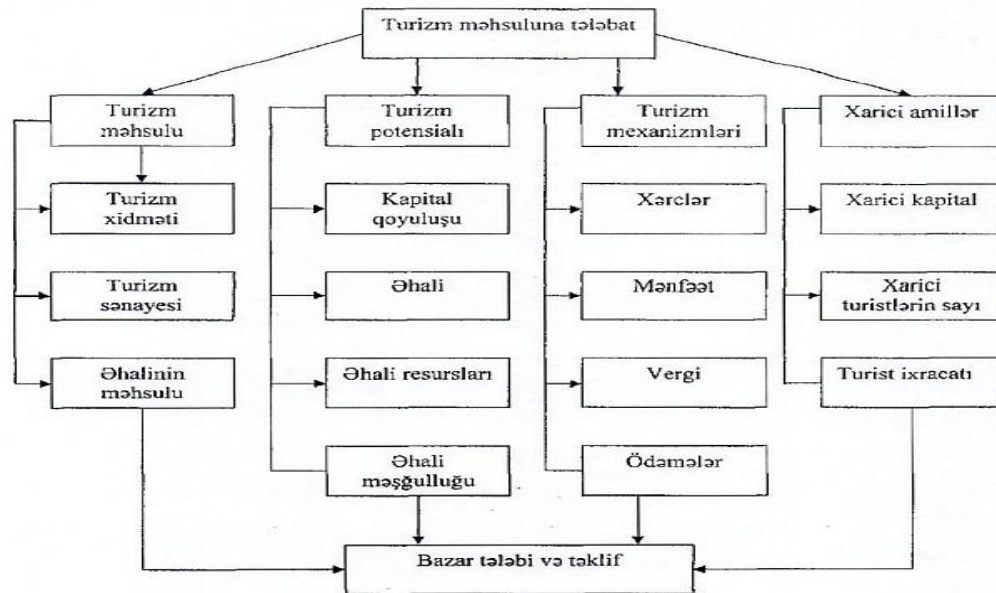 Turizm məhsuluna tələbat
Turizm
məhsulu
Turizm
xidməti
Turizm
sənayesi
Əhalinin
məhsulu
Turizm
potensialı
Kapital
qoyuluşu
Əhali
Əhali resursları
Əhali
məşğulluğu
Turizm
mexanizmləri
Xərclər
Mənfəət
Vergi
Ödəmələr
Xarici amillər
Xarici kapital
Xarici
turistlərin sayı
Turist ixracatı
Bazar tələbi və təklif